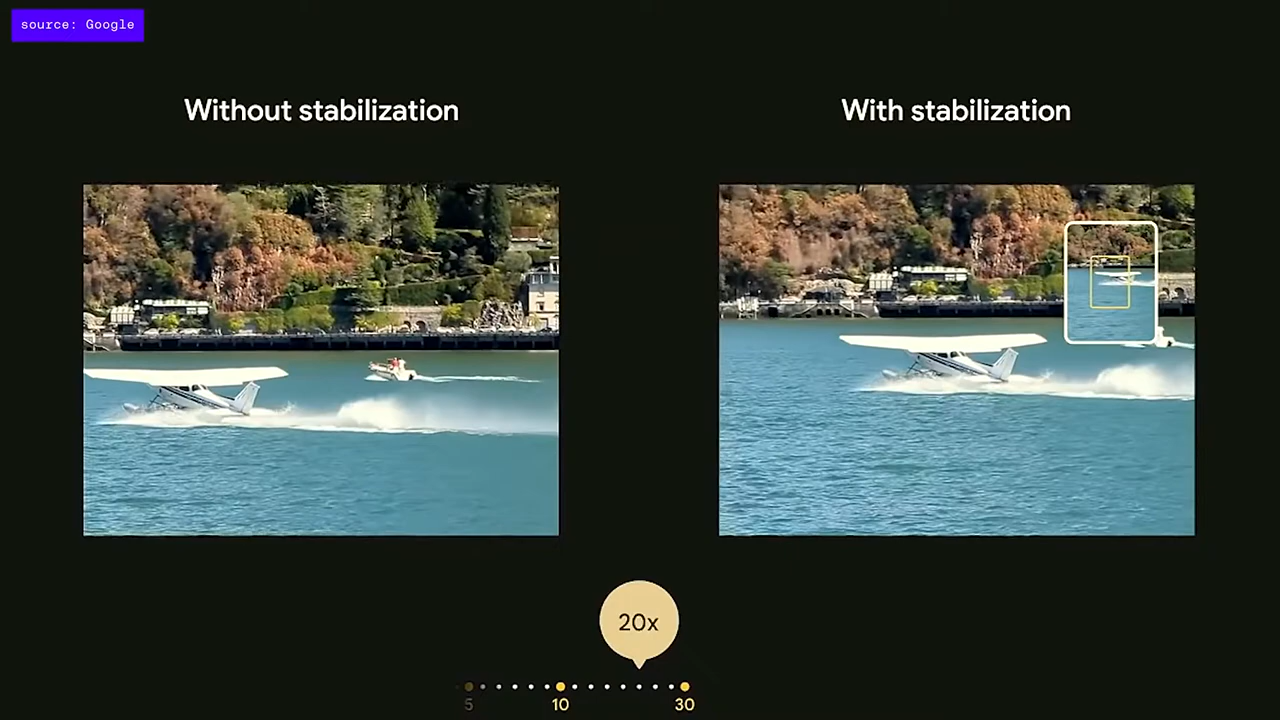 source: Google
Without stabilization
With stabilization
20x
5
10
30